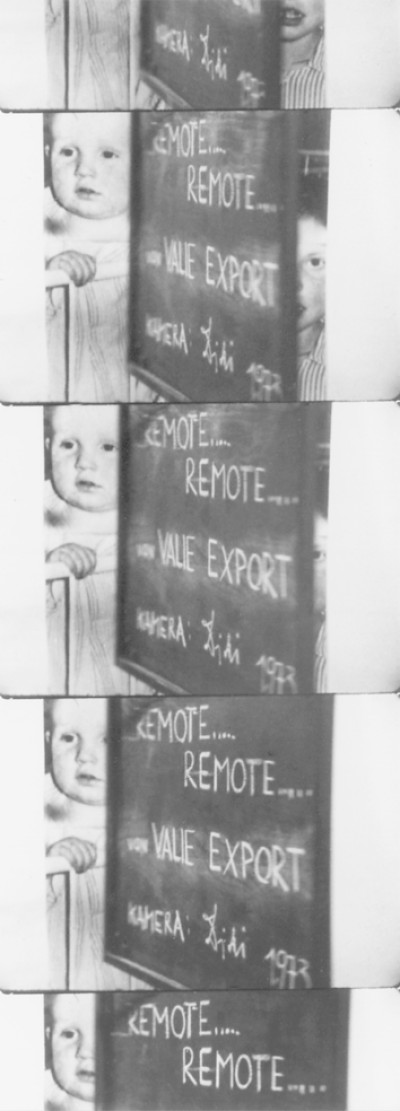 KAMERA: Didi 1973
REMOTE.....
REMOTE.....
von VALIE EXPORT
KAMERA: Didi
1973
REMOTE.....
REMOTE.....
von VALIE EXPORT
KAMERA: Didi
1973
REMOTE.....
REMOTE.....
von VALIE EXPORT
KAMERA: Didi
1973
REMOTE.....
REMOTE.....